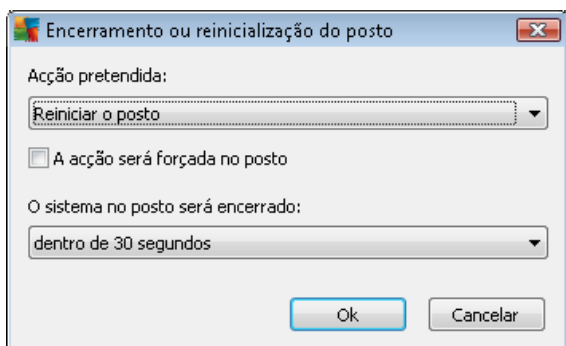 Encerramento ou reinicialização do posto
Acção pretendida:
Reiniciar o posto
A acção será forçada no posto
O sistema no posto será encerrado:
dentro de 30 segundos
Ok Cancelar